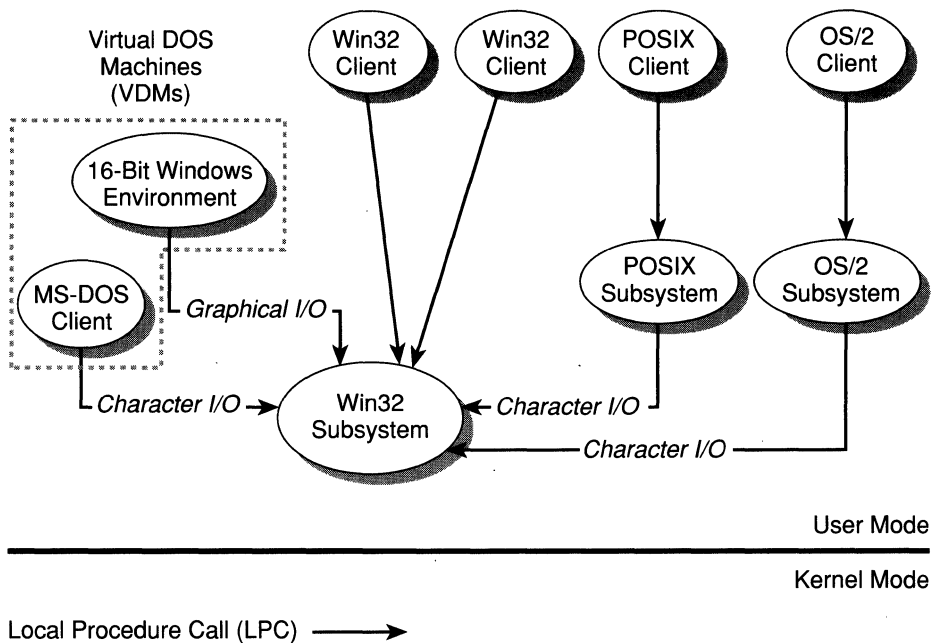 Virtual DOS
Machines
(VDMs)
Win32
Client
Win32
Client
POSIX
Client
OS/2
Client
16-Bit Windows
Environment
MS-DOS
Client
Graphical I/O
POSIX
Subsystem
OS/2
Subsystem
Character I/O
Win32
Subsystem
Character I/O
Character I/O
User Mode
Kernel Mode
Local Procedure Call (LPC)